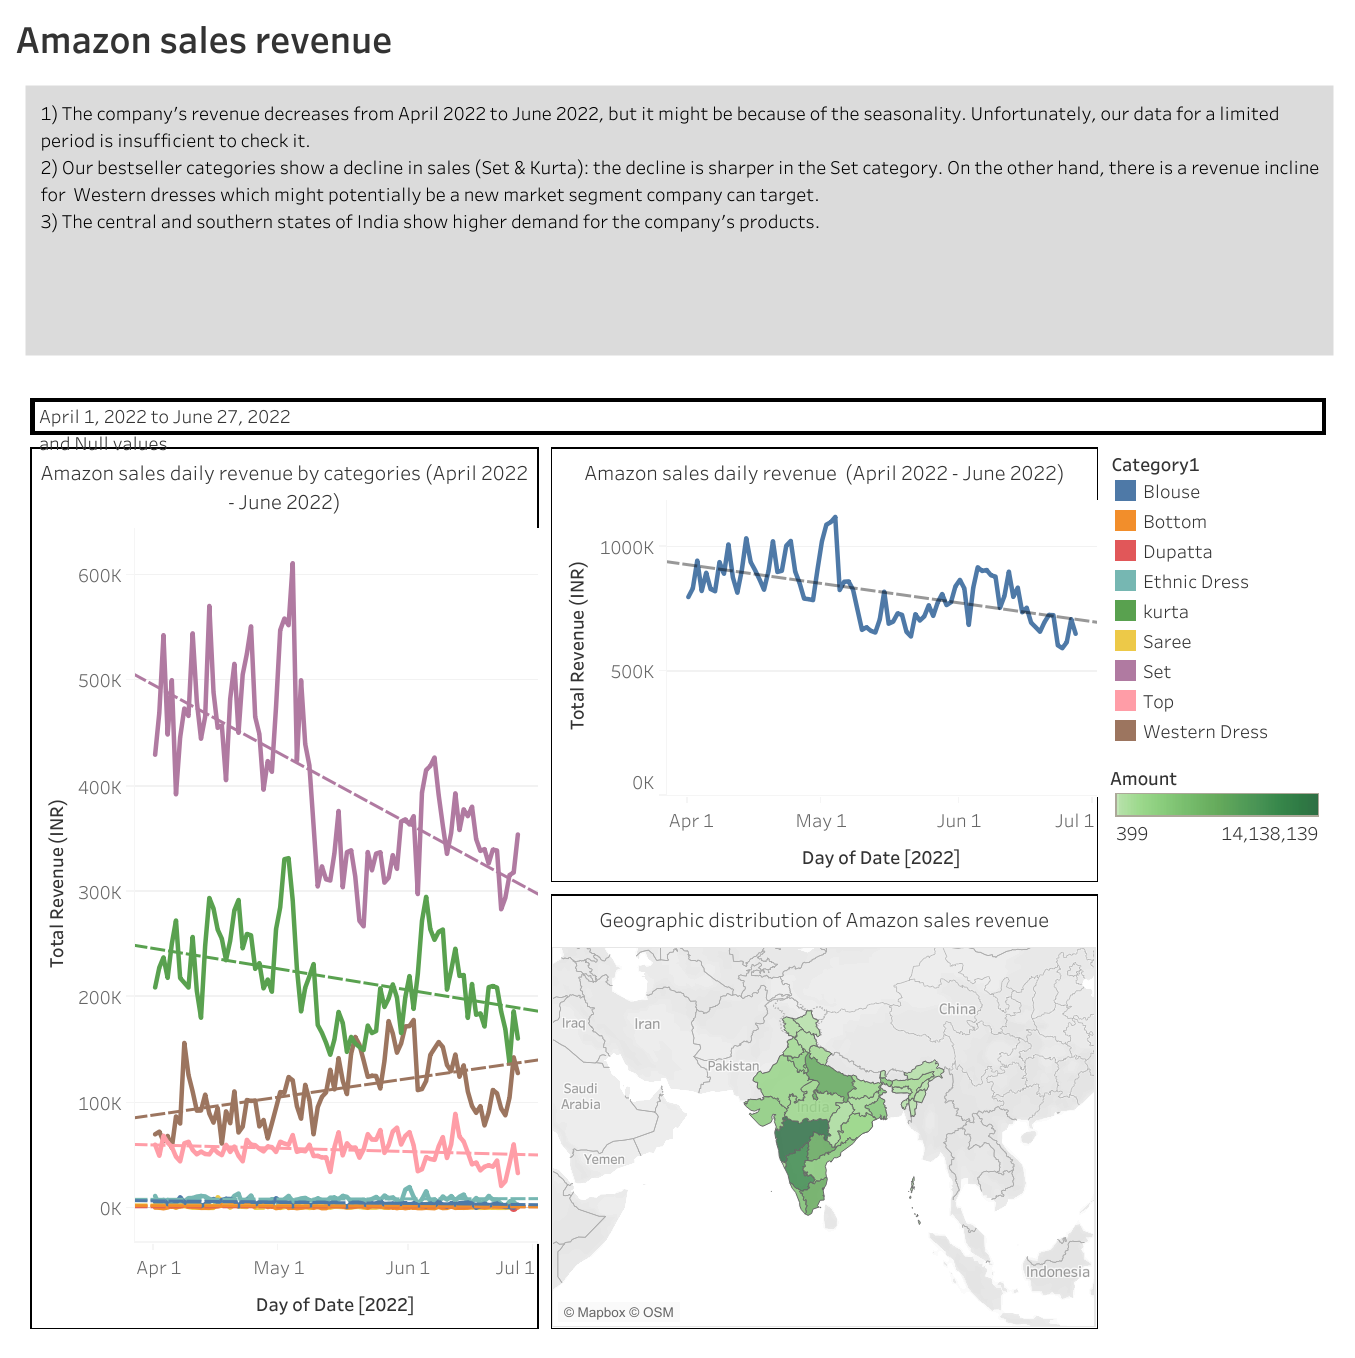 Amazon sales revenue
1) The company's revenue decreases from April 2022 to June 2022, but it might be because of the seasonality. Unfortunately, our data for a limited
period is insufficient to check it.
2) Our bestseller categories show a decline in sales (Set & Kurta): the decline is sharper in the Set category. On the other hand, there is a revenue incline
for  Western dresses which might potentially be a new market segment company can target.
3) The central and southern states of India show higher demand for the company's products.
April 1, 2022 to June 27, 2022
and Null values
Amazon sales daily revenue by categories (April 2022
- June 2022)
600K
500K
400K
300K
200K
100K
0K
Total Revenue (INR)
Apr 1
May 1
Jun 1
Jul 1
Day of Date [2022]
Amazon sales daily revenue  (April 2022 - June 2022)
1000K
500K
0K
Total Revenue (INR)
Apr 1
May 1
Jun 1
Jul 1
Day of Date [2022]
Geographic distribution of Amazon sales revenue
China
Iraq
Iran
Pakistan
Saudi
Arabia
India
Yemen
Indonesia
© Mapbox © OSM
Category1
Blouse
Bottom
Dupatta
Ethnic Dress
kurta
Saree
Set
Top
Western Dress
Amount
399
14,138,139